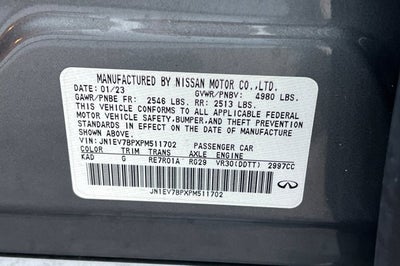 MANUFACTURED BY NISSAN MOTOR CO.,LTD.
DATE: 01/23 GVWR/PNBV: 4980 LBS.
GAWR/PNBE FR: 2546 LBS. RR: 2513 LBS.
THIS VEHICLE CONFORMS TO ALL APPLICABLE FEDERAL
MOTOR VEHICLE SAFETY, BUMPER, AND THEFT
PREVENTION STANDARDS IN EFFECT ON THE
DATE OF MANUFACTURE SHOWN ABOVE.
VIN: JN1EV7BPXPM511702 PASSENGER CAR
COLOR TRIM TRANS. AXLE ENGINE
KAD G RE7R01A RG29 VR30(DDTT) 2997CC
JN1EV7BPXPM511702
INFINITI